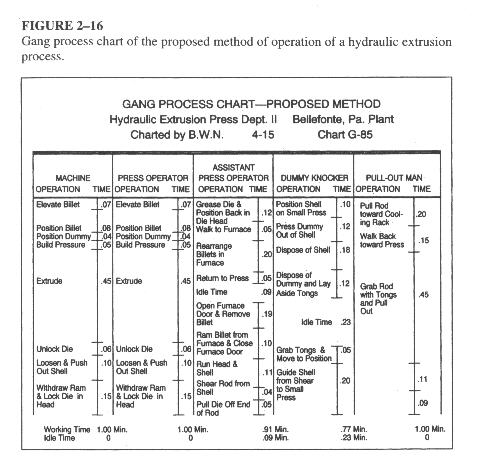 FIGURE 2–16
Gang process chart of the proposed method of operation of a hydraulic extrusion
process.
GANG PROCESS CHART—PROPOSED METHOD
Hydraulic Extrusion Press Dept. II Bellefonte, Pa. Plant
Charted by B.W.N. 4-15 Chart G-85
MACHINE
OPERATION TIME
Elevate Billet .07
Position Billet .08
Position Dummy .04
Build Pressure .05
Extrude .45
Unlock Die .06
Loosen & Push .10
Out Shell
Withdraw Ram
& Lock Die in .15
Head
PRESS OPERATOR
OPERATION TIME
Elevate Billet .07
Position Billet .08
Position Dummy .04
Build Pressure .05
Extrude .45
Unlock Die .06
Loosen & Push .10
Out Shell
Withdraw Ram
& Lock Die in .15
Head
ASSISTANT
PRESS OPERATOR
OPERATION TIME
Grease Die &
Position Back in .12
Die Head
Walk to Furnace .05
Rearrange
Billets in .20
Furnace
Return to Press .05
Idle Time .09
Open Furnace
Door & Remove .19
Billet
Ram Billet from
Furnace & Close .10
Furnace Door
Run Head & .11
Shell
Shear Rod from .04
Shell
Pull Die Off End .05
of Rod
DUMMY KNOCKER
OPERATION TIME
Position Shell .10
on Small Press
Press Dummy .12
Out of Shell
Dispose of Shell .18
Dispose of
Dummy and Lay .12
Aside Tongs
Idle Time .23
Grab Tongs & .05
Move to Position
Guide Shell
from Shear .20
to Small
Press
PULL-OUT MAN
OPERATION TIME
Pull Rod
toward Cool- .20
ing Rack
Walk Back .15
toward Press
Grab Rod
with Tongs .45
and Pull
Out
.11
.09
Working Time 1.00 Min. 1.00 Min. .91 Min. .77 Min. 1.00 Min.
Idle Time 0 0 .09 Min. .23 Min. 0